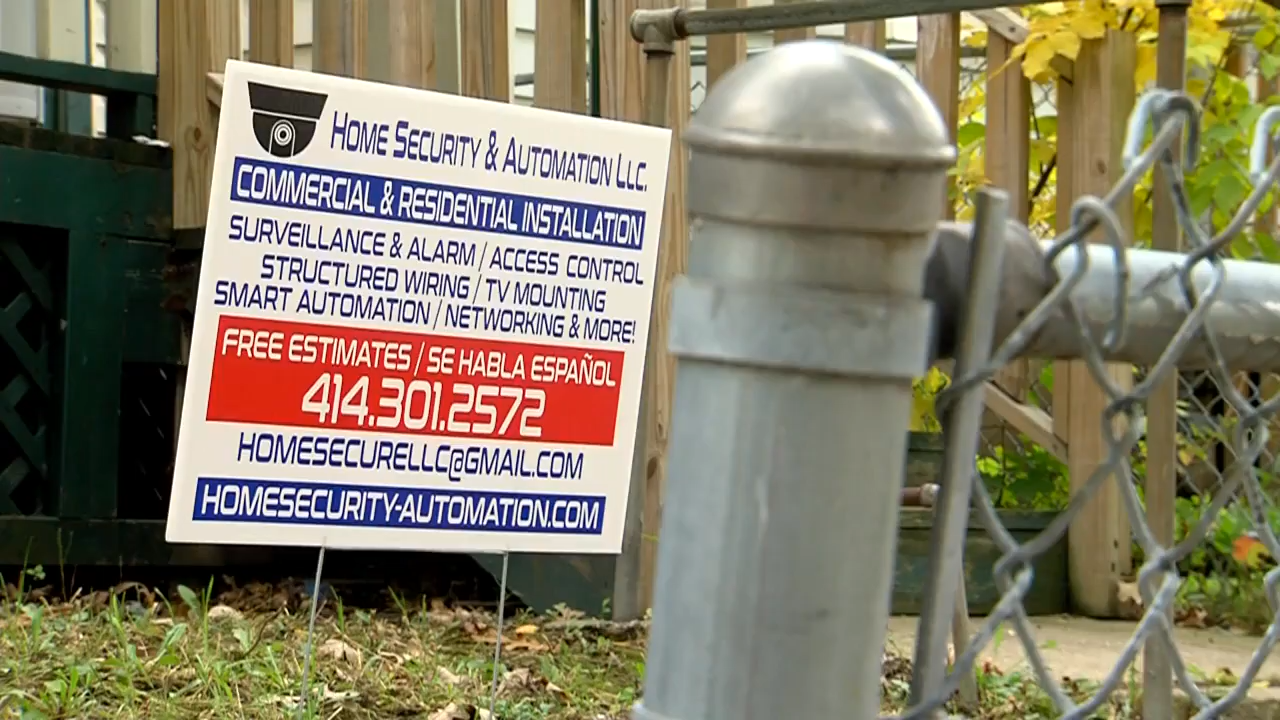 HOME SECURITY & AUTOMATION LLC.
COMMERCIAL & RESIDENTIAL INSTALLATION
SURVEILLANCE & ALARM / ACCESS CONTROL
STRUCTURED WIRING / TV MOUNTING
SMART AUTOMATION / NETWORKING & MORE!
FREE ESTIMATES / SE HABLA ESPAÑOL
414.301.2572
HOMESECURELLC@GMAIL.COM
HOMESECURITY-AUTOMATION.COM